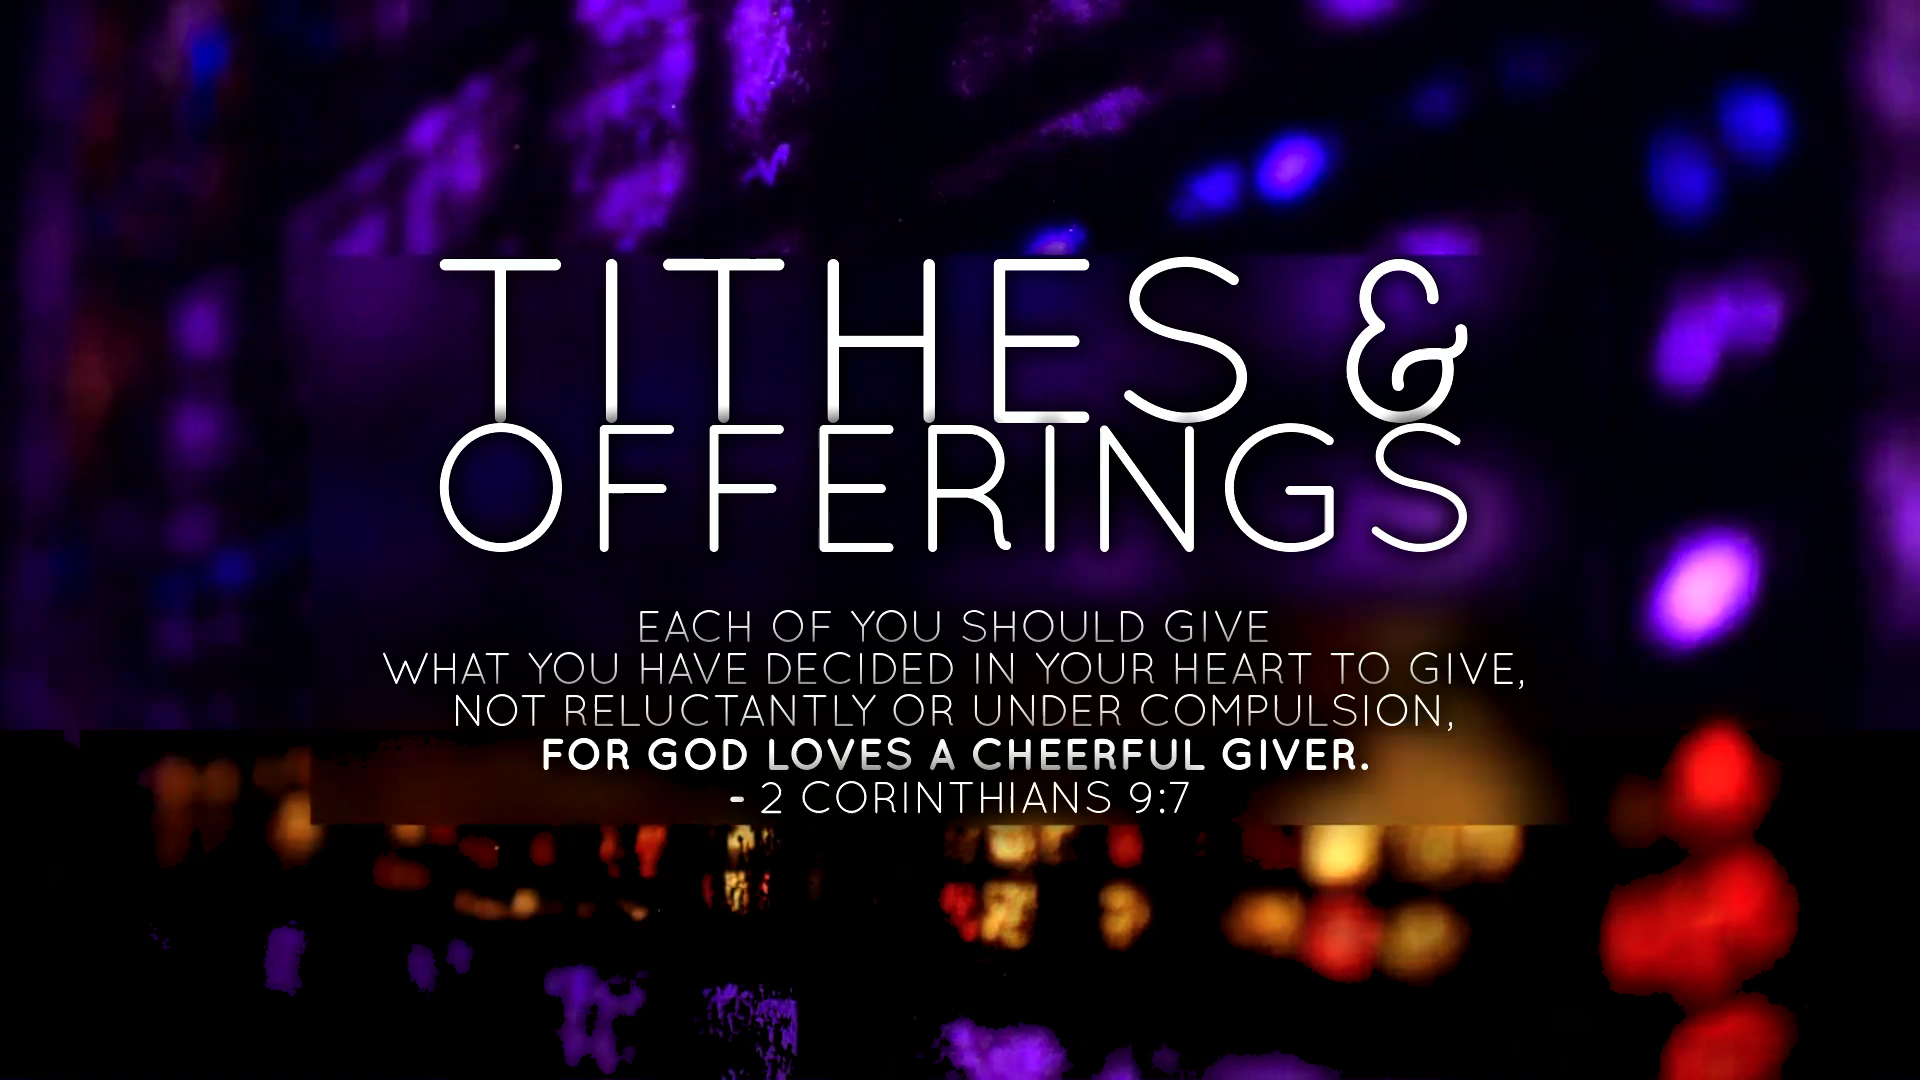 TITHES &
OFFERINGS
EACH OF YOU SHOULD GIVE
WHAT YOU HAVE DECIDED IN YOUR HEART TO GIVE,
NOT RELUCTANTLY OR UNDER COMPULSION,
FOR GOD LOVES A CHEERFUL GIVER.
- 2 CORINTHIANS 9:7